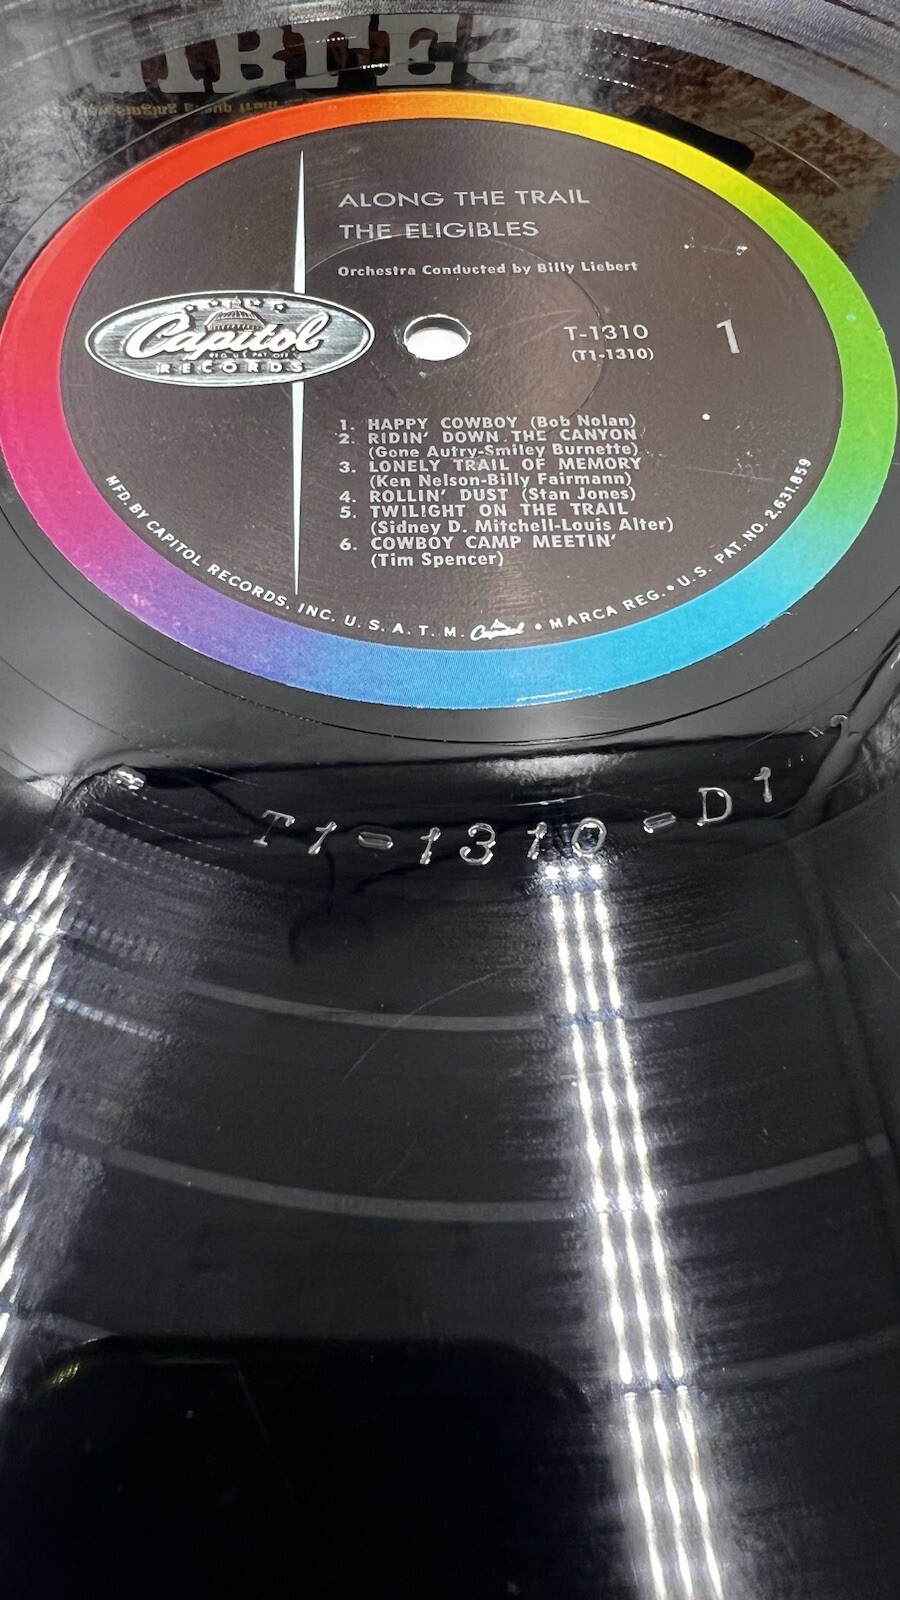 ALONG THE TRAIL
THE ELIGIBLES
Orchestra Conducted by Billy Liebert
Capitol
REG. U.S. PAT. OFF.
RECORDS
T-1310
(T1-1310)
1
1. HAPPY COWBOY (Bob Nolan)
2. RIDIN' DOWN THE CANYON
(Gene Autry-Smiley Burnette)
3. LONELY TRAIL OF MEMORY
(Ken Nelson-Billy Fairmann)
4. ROLLIN' DUST (Stan Jones)
5. TWILIGHT ON THE TRAIL
(Sidney D. Mitchell-Louis Alter)
6. COWBOY CAMP MEETIN'
(Tim Spencer)
MFD. BY CAPITOL RECORDS, INC. U.S.A. T.M. Capitol • MARCA REG. • U.S. PAT. NO. 2,631,859
T1-1310-D1